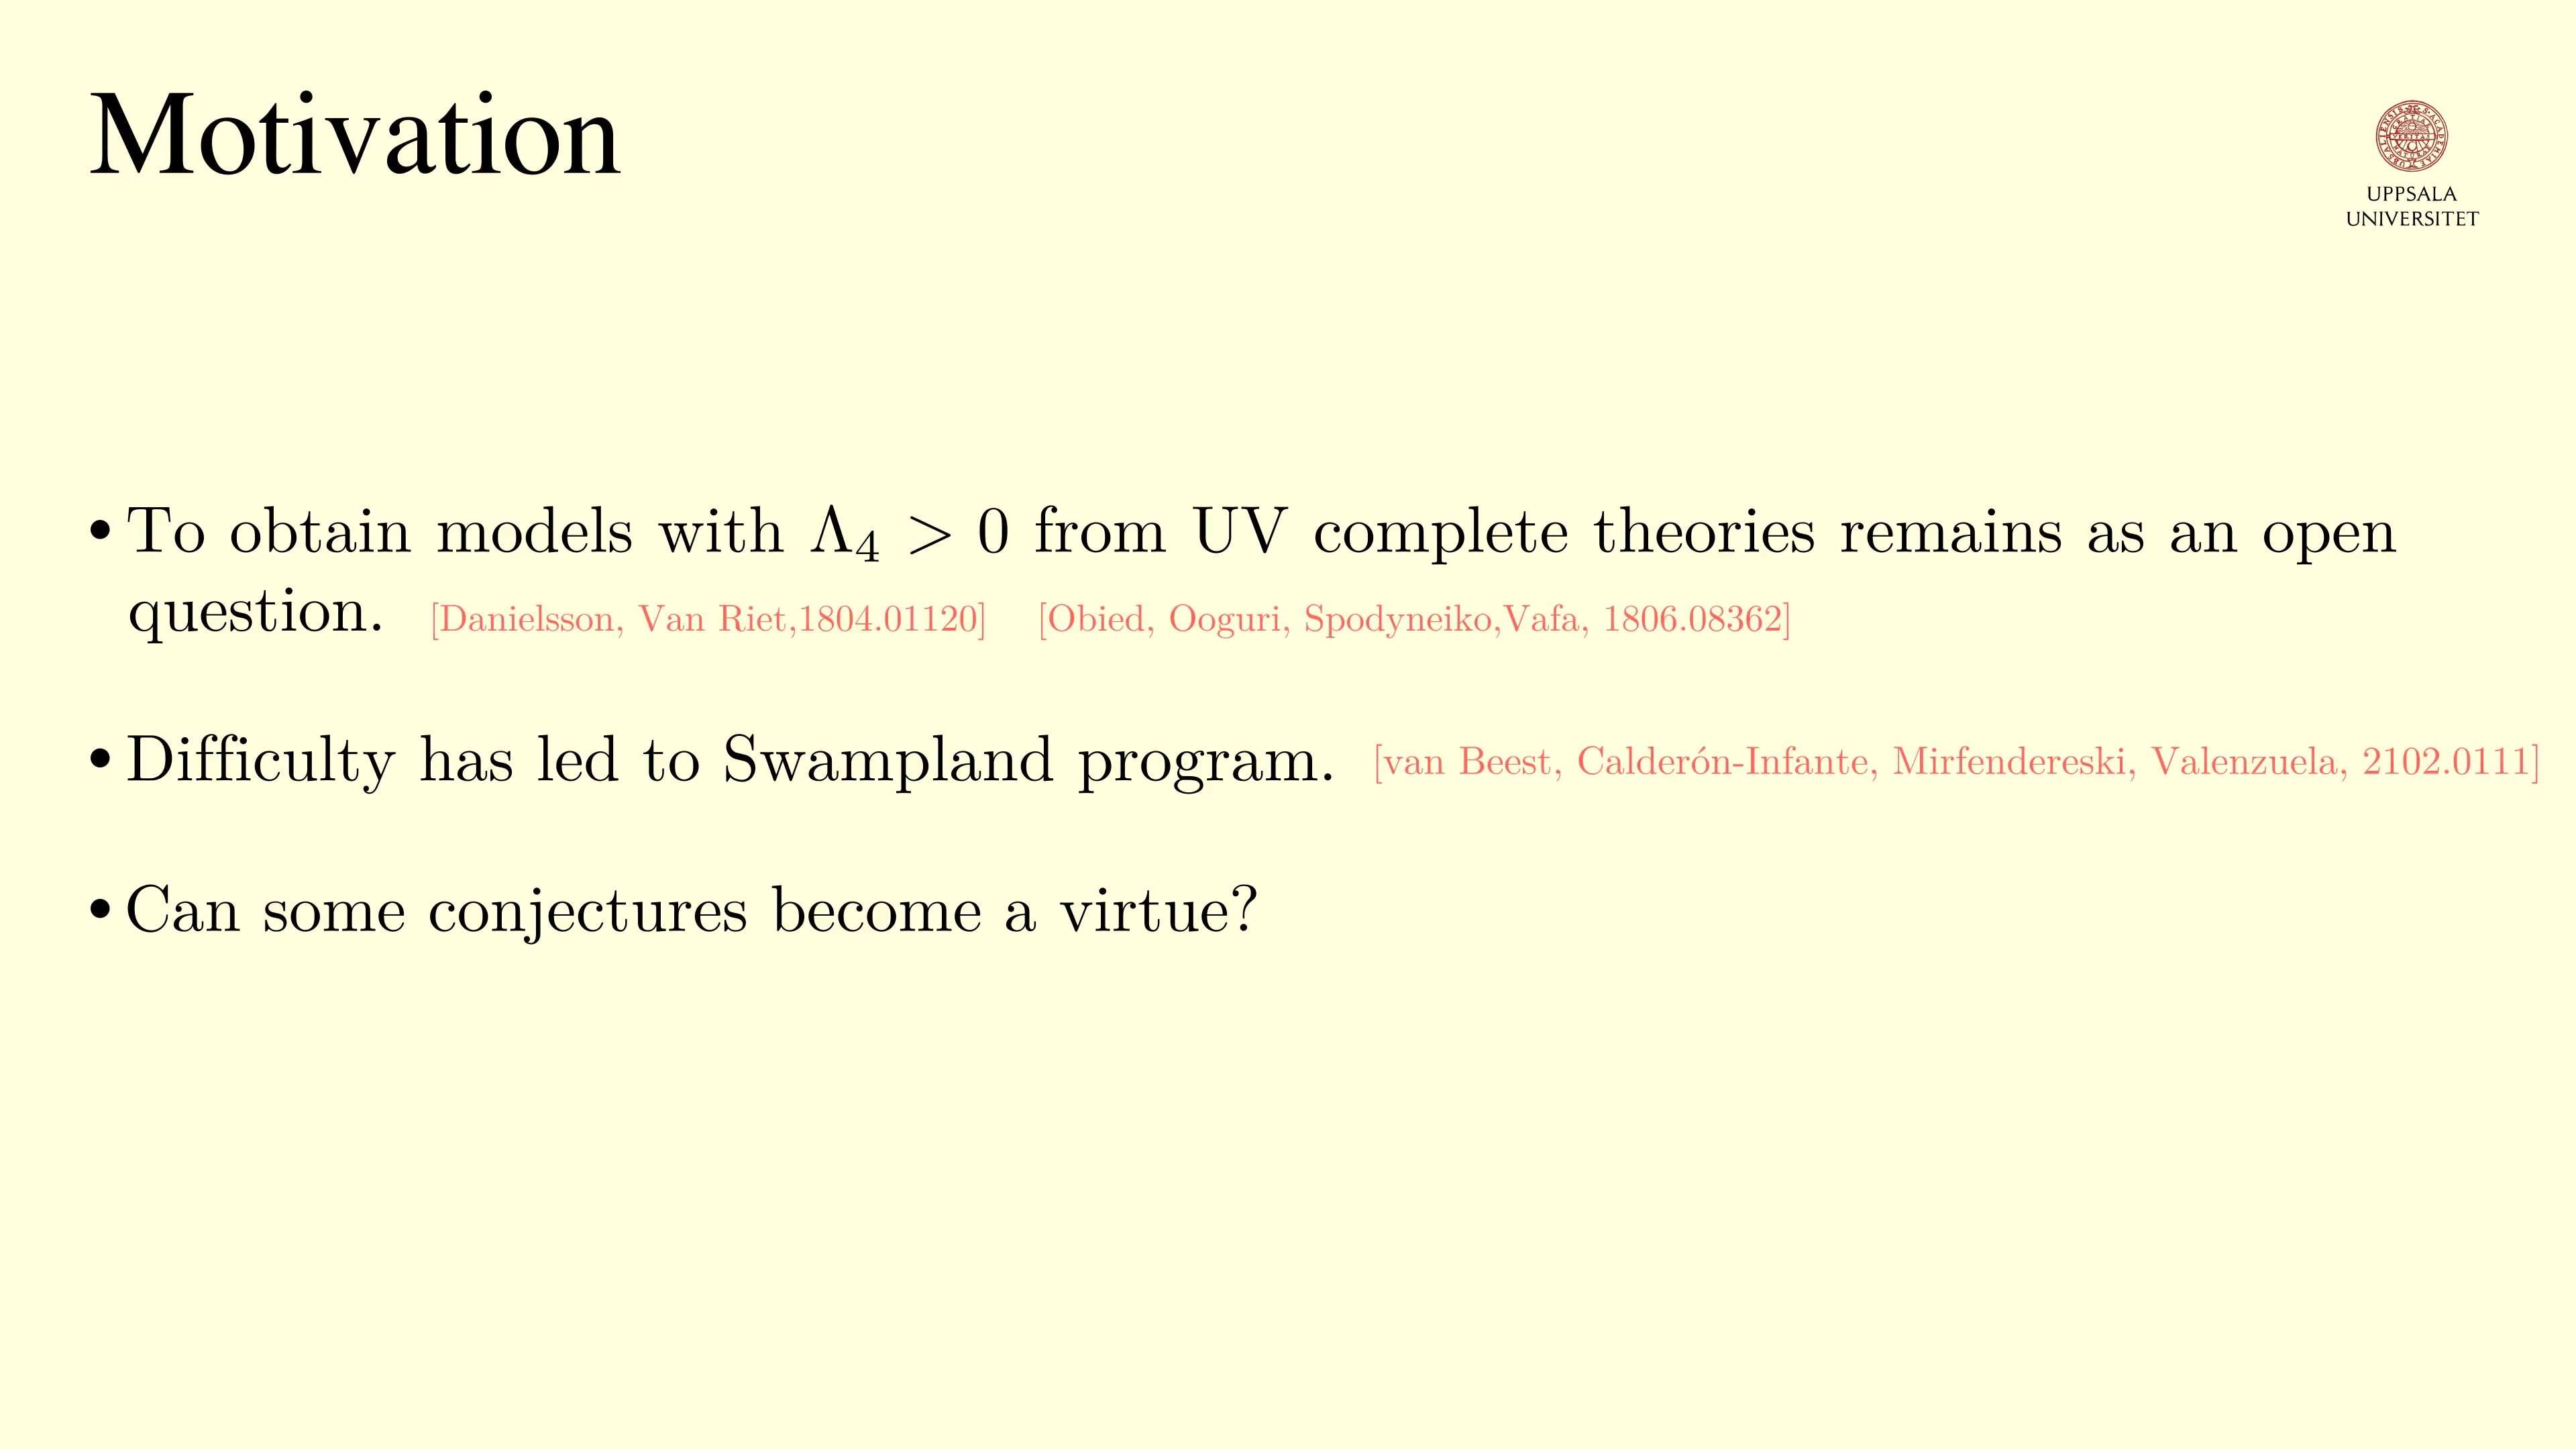 Motivation
UPPSALA
UNIVERSITET
• To obtain models with Λ₄ > 0 from UV complete theories remains as an open
question. [Danielsson, Van Riet,1804.01120] [Obied, Ooguri, Spodyneiko,Vafa, 1806.08362]
• Difficulty has led to Swampland program. [van Beest, Calderón-Infante, Mirfendereski, Valenzuela, 2102.0111]
• Can some conjectures become a virtue?